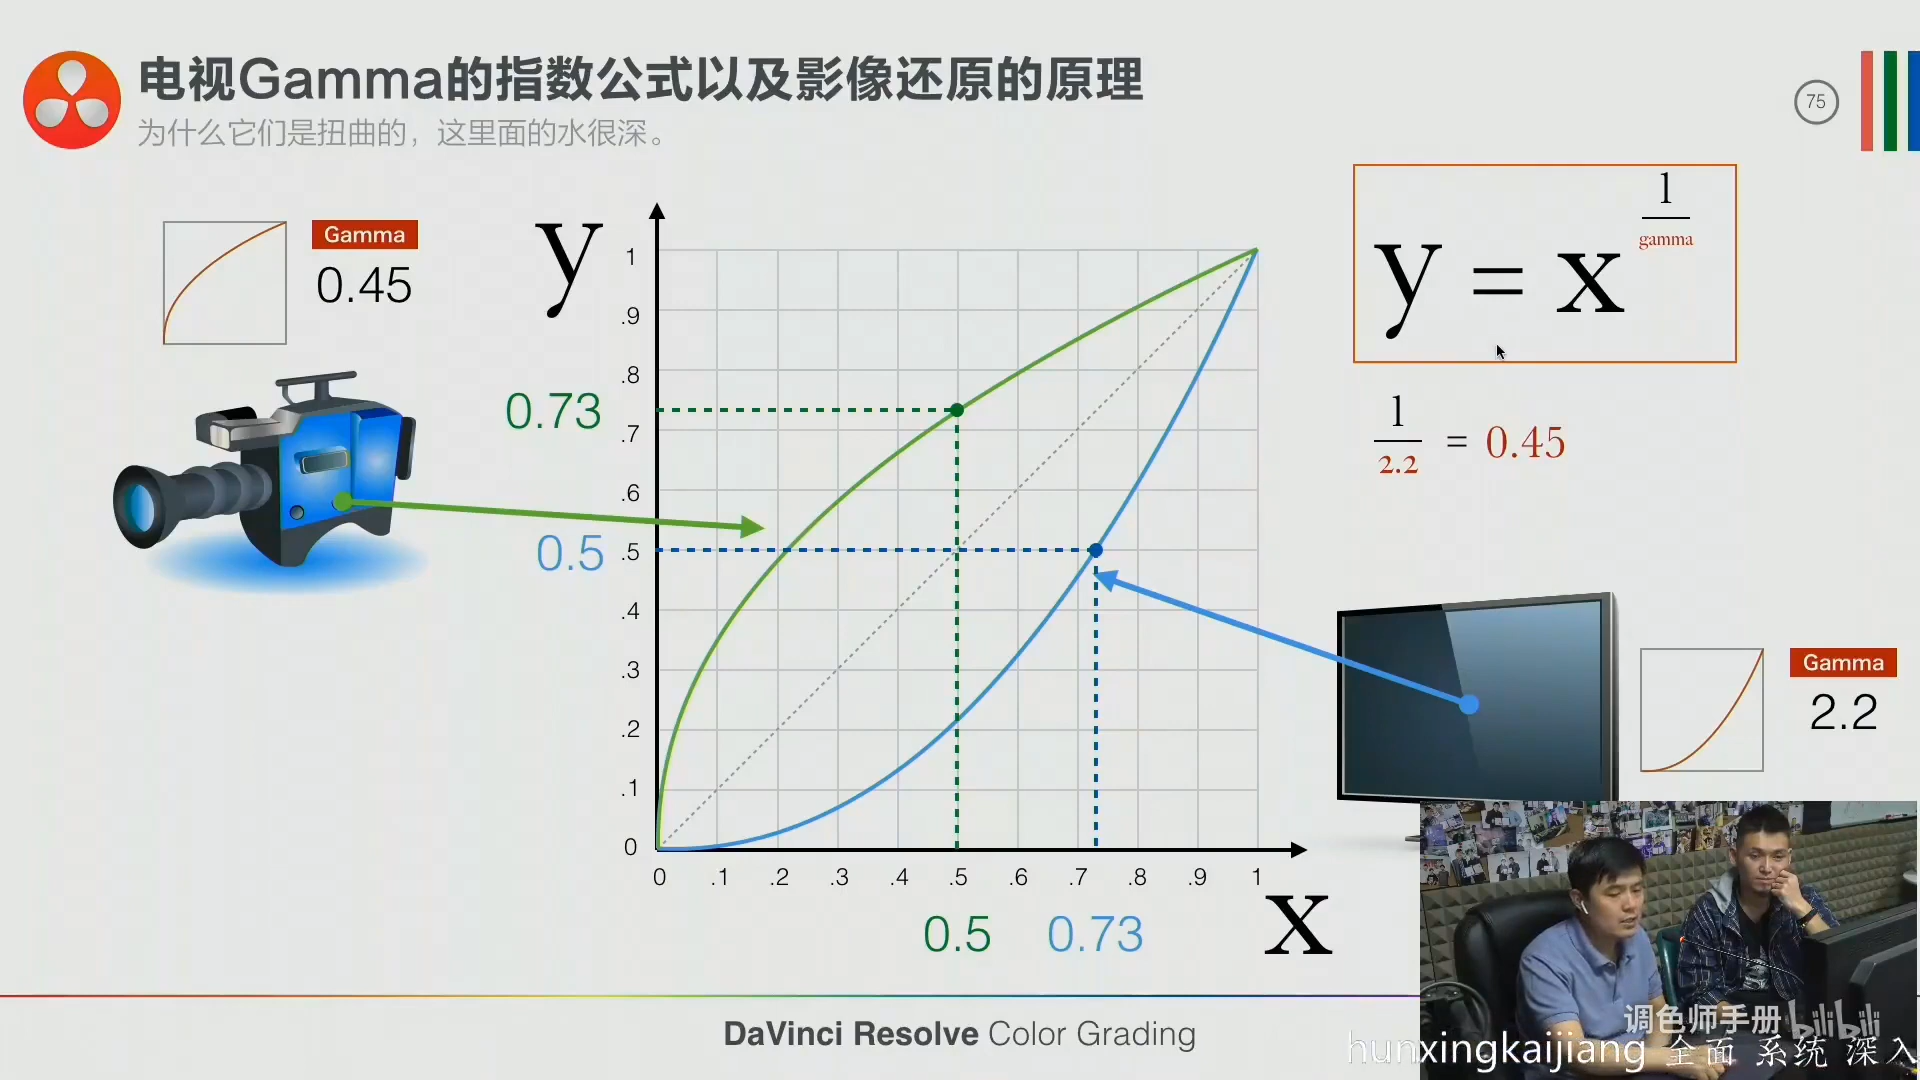 电视Gamma的指数公式以及影像还原的原理
为什么它们是扭曲的，这里面的水很深。
75
Gamma
0.45
y
1
.9
.8
.7
.6
.5
.4
.3
.2
.1
0
0.73
0.5
0 .1 .2 .3 .4 .5 .6 .7 .8 .9 1
0.5 0.73
x
y = x
1
gamma
1
2.2
= 0.45
Gamma
2.2
DaVinci Resolve Color Grading
调色师手册 bilibili
hunxingkaijiang 全面 系统 深入